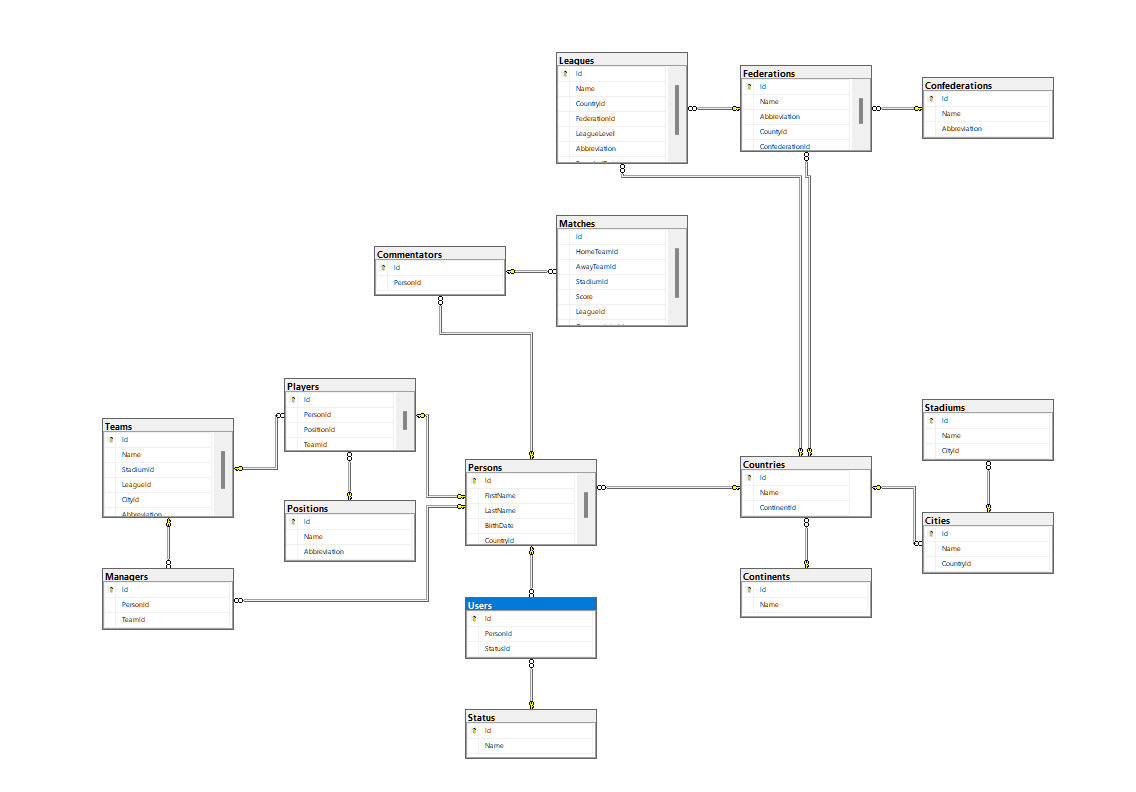 Leagues
Id
Name
CountryId
FederationId
LeagueLevel
Abbreviation
Federations
Id
Name
Abbreviation
CountyId
ConfederationId
Confederations
Id
Name
Abbreviation
Matches
Id
HomeTeamId
AwayTeamId
StadiumId
Score
LeagueId
Commentators
Id
PersonId
Players
Id
PersonId
PositionId
TeamId
Teams
Id
Name
StadiumId
LeagueId
CityId
Abbreviation
Persons
Id
FirstName
LastName
BirthDate
CountryId
Countries
Id
Name
ContinentId
Stadiums
Id
Name
CityId
Positions
Id
Name
Abbreviation
Cities
Id
Name
CountryId
Managers
Id
PersonId
TeamId
Continents
Id
Name
Users
Id
PersonId
StatusId
Status
Id
Name